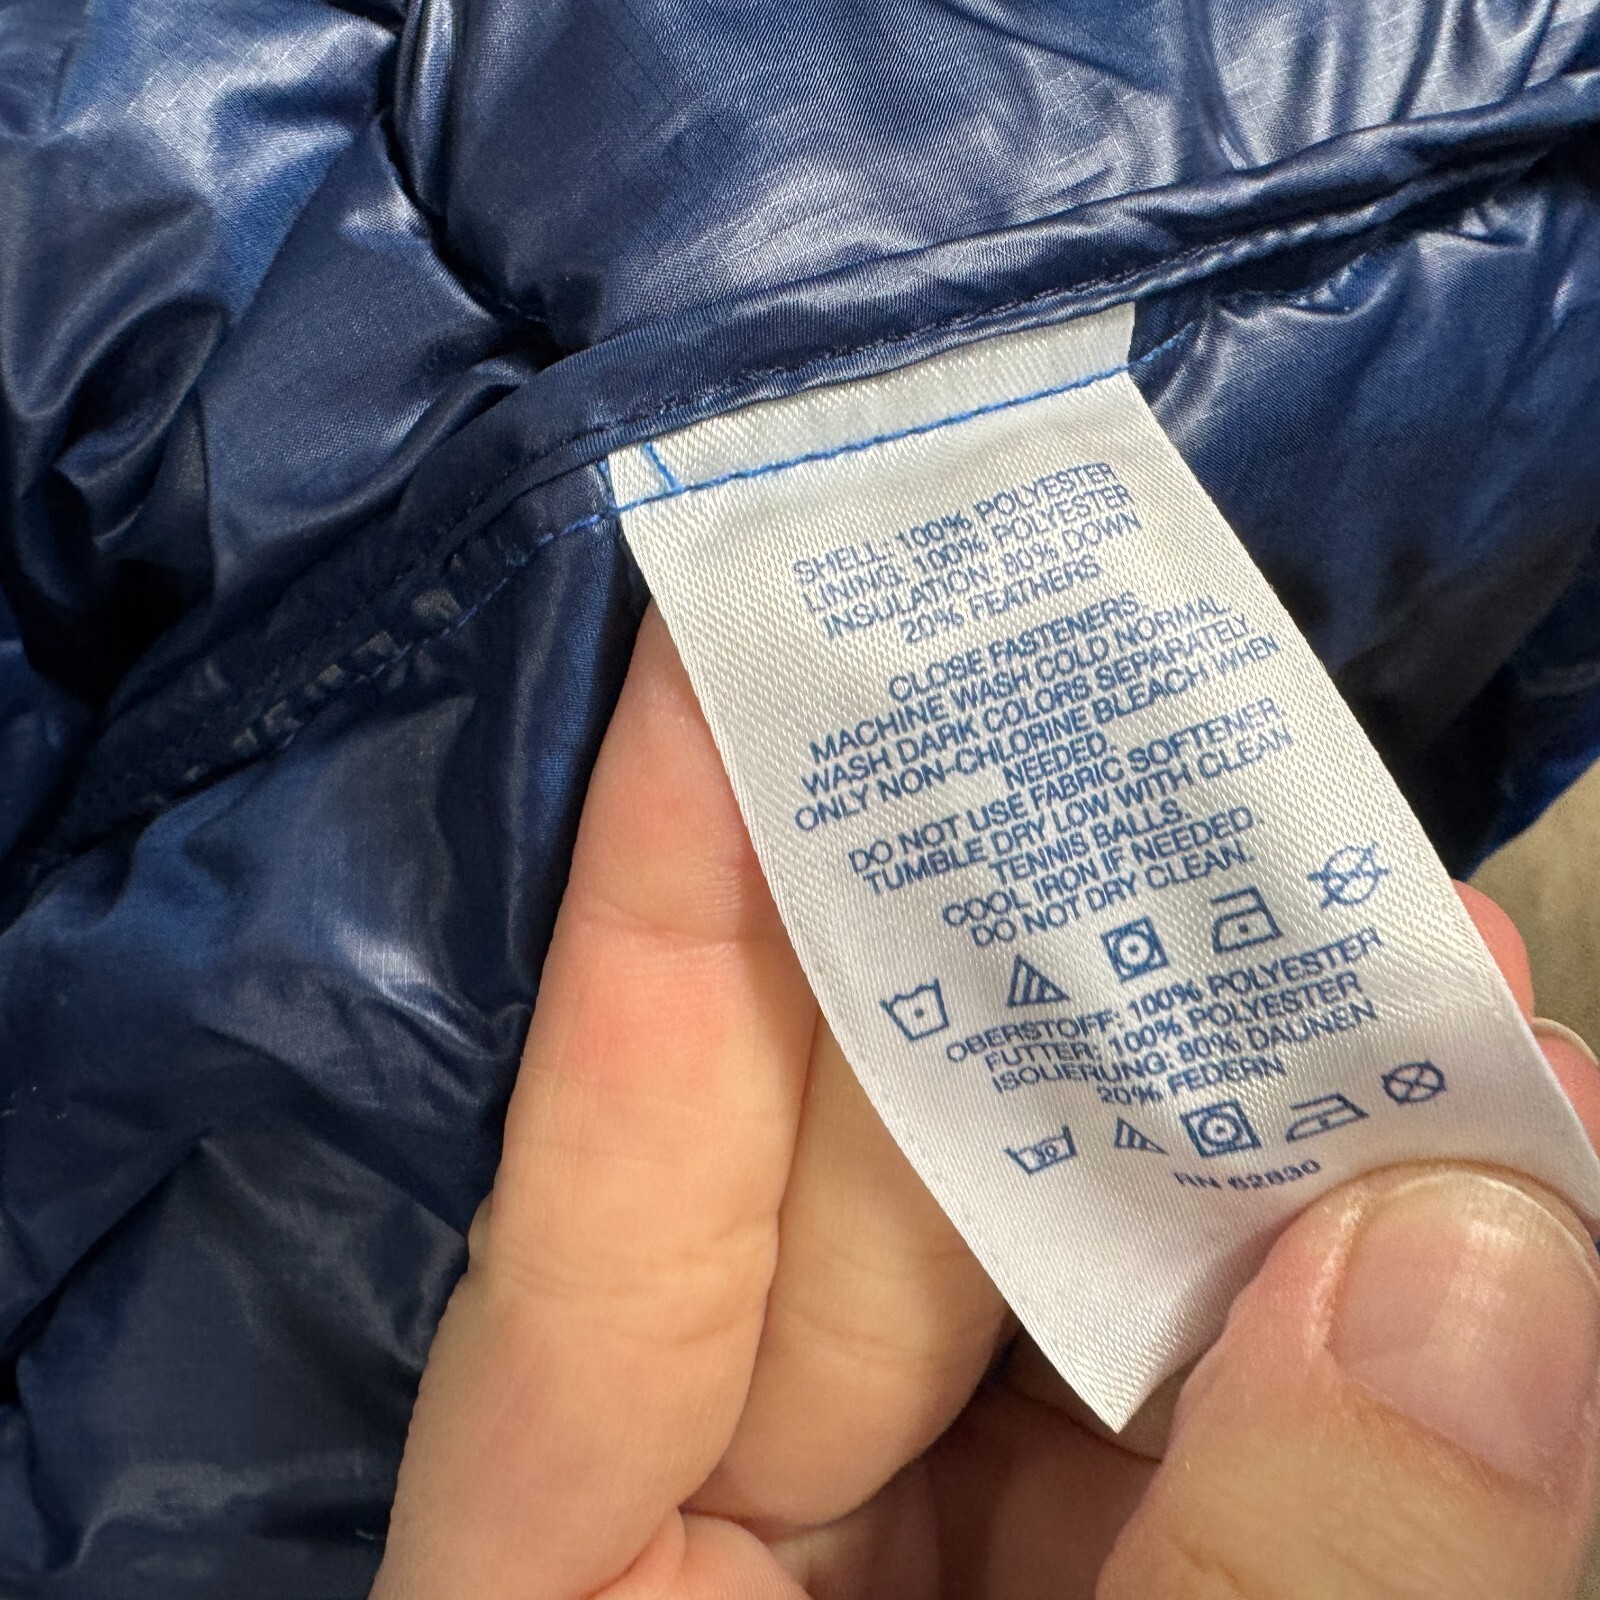 SHELL: 100% POLYESTER
LINING: 100% POLYESTER
INSULATION: 80% DOWN
20% FEATHERS
CLOSE FASTENERS.
MACHINE WASH COLD NORMAL
WASH DARK COLORS SEPARATELY
ONLY NON-CHLORINE BLEACH WHEN
NEEDED.
DO NOT USE FABRIC SOFTENER
TUMBLE DRY LOW WITH CLEAN
TENNIS BALLS.
COOL IRON IF NEEDED.
DO NOT DRY CLEAN.
OBERSTOFF: 100% POLYESTER
FUTTER: 100% POLYESTER
ISOLIERUNG: 80% DAUNEN
20% FEDERN
30
RN 62830